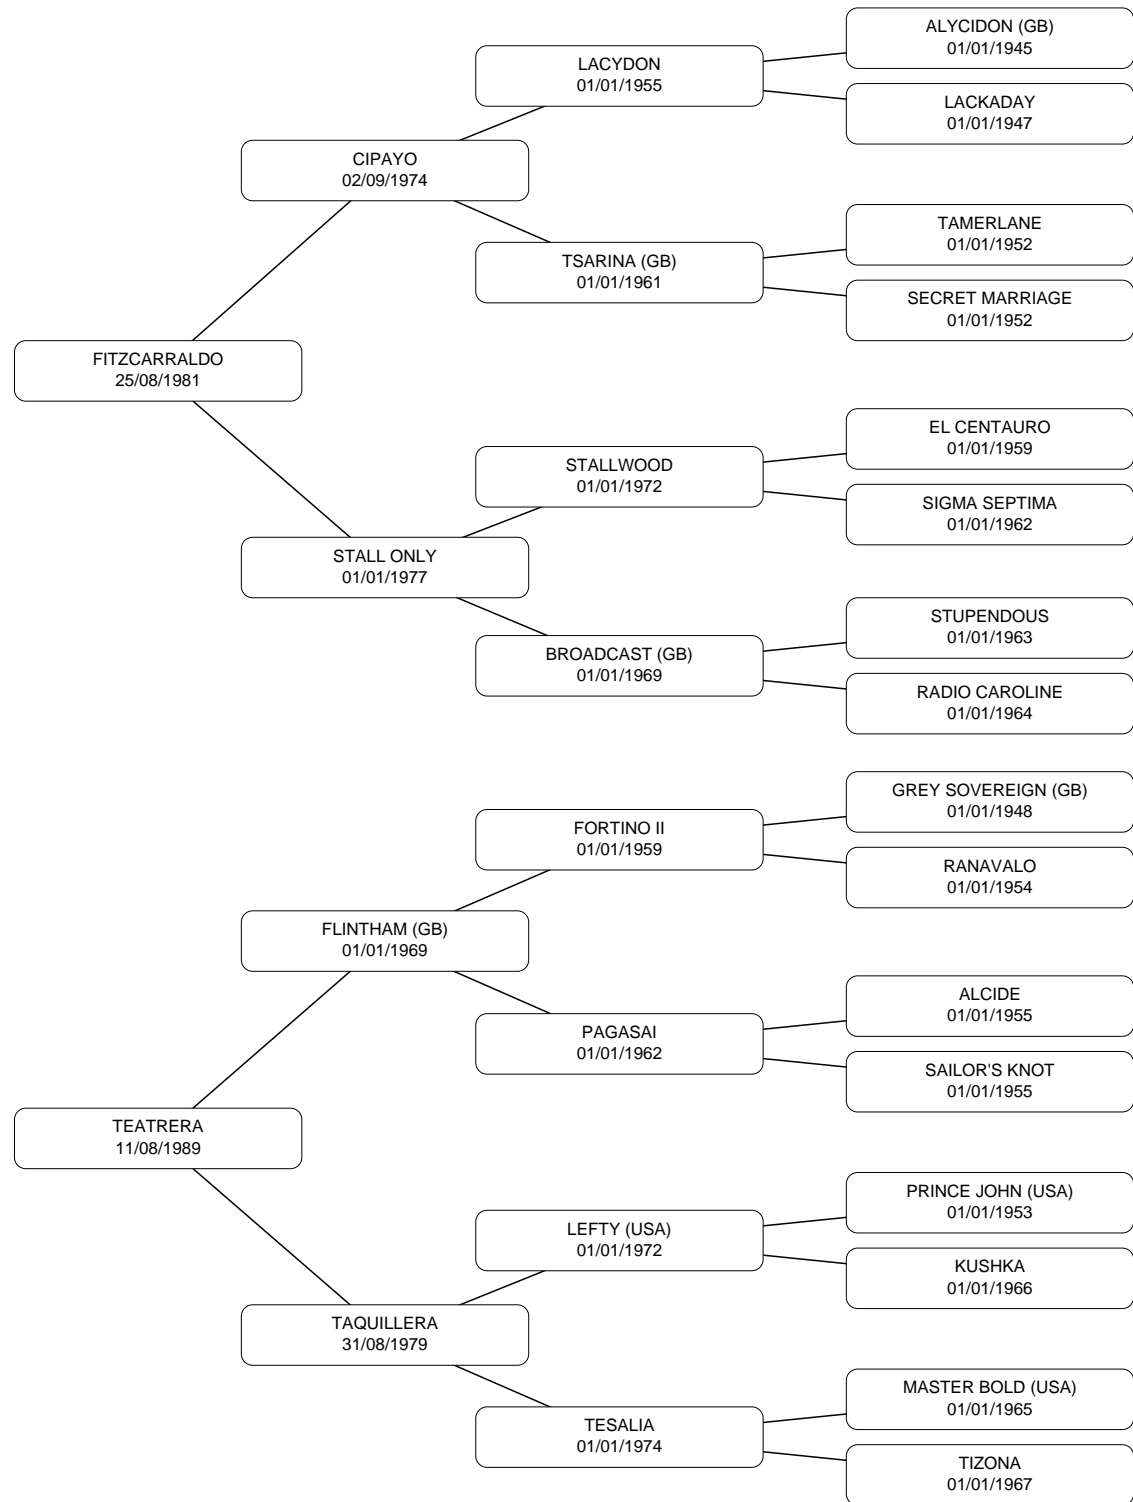 ALYCIDON (GB)
01/01/1945
LACYDON
01/01/1955
LACKADAY
01/01/1947
CIPAYO
02/09/1974
TAMERLANE
01/01/1952
TSARINA (GB)
01/01/1961
SECRET MARRIAGE
01/01/1952
FITZCARRALDO
25/08/1981
EL CENTAURO
01/01/1959
STALLWOOD
01/01/1972
SIGMA SEPTIMA
01/01/1962
STALL ONLY
01/01/1977
STUPENDOUS
01/01/1963
BROADCAST (GB)
01/01/1969
RADIO CAROLINE
01/01/1964
GREY SOVEREIGN (GB)
01/01/1948
FORTINO II
01/01/1959
RANAVALO
01/01/1954
FLINTHAM (GB)
01/01/1969
ALCIDE
01/01/1955
PAGASAI
01/01/1962
SAILOR'S KNOT
01/01/1955
TEATRERA
11/08/1989
PRINCE JOHN (USA)
01/01/1953
LEFTY (USA)
01/01/1972
KUSHKA
01/01/1966
TAQUILLERA
31/08/1979
MASTER BOLD (USA)
01/01/1965
TESALIA
01/01/1974
TIZONA
01/01/1967